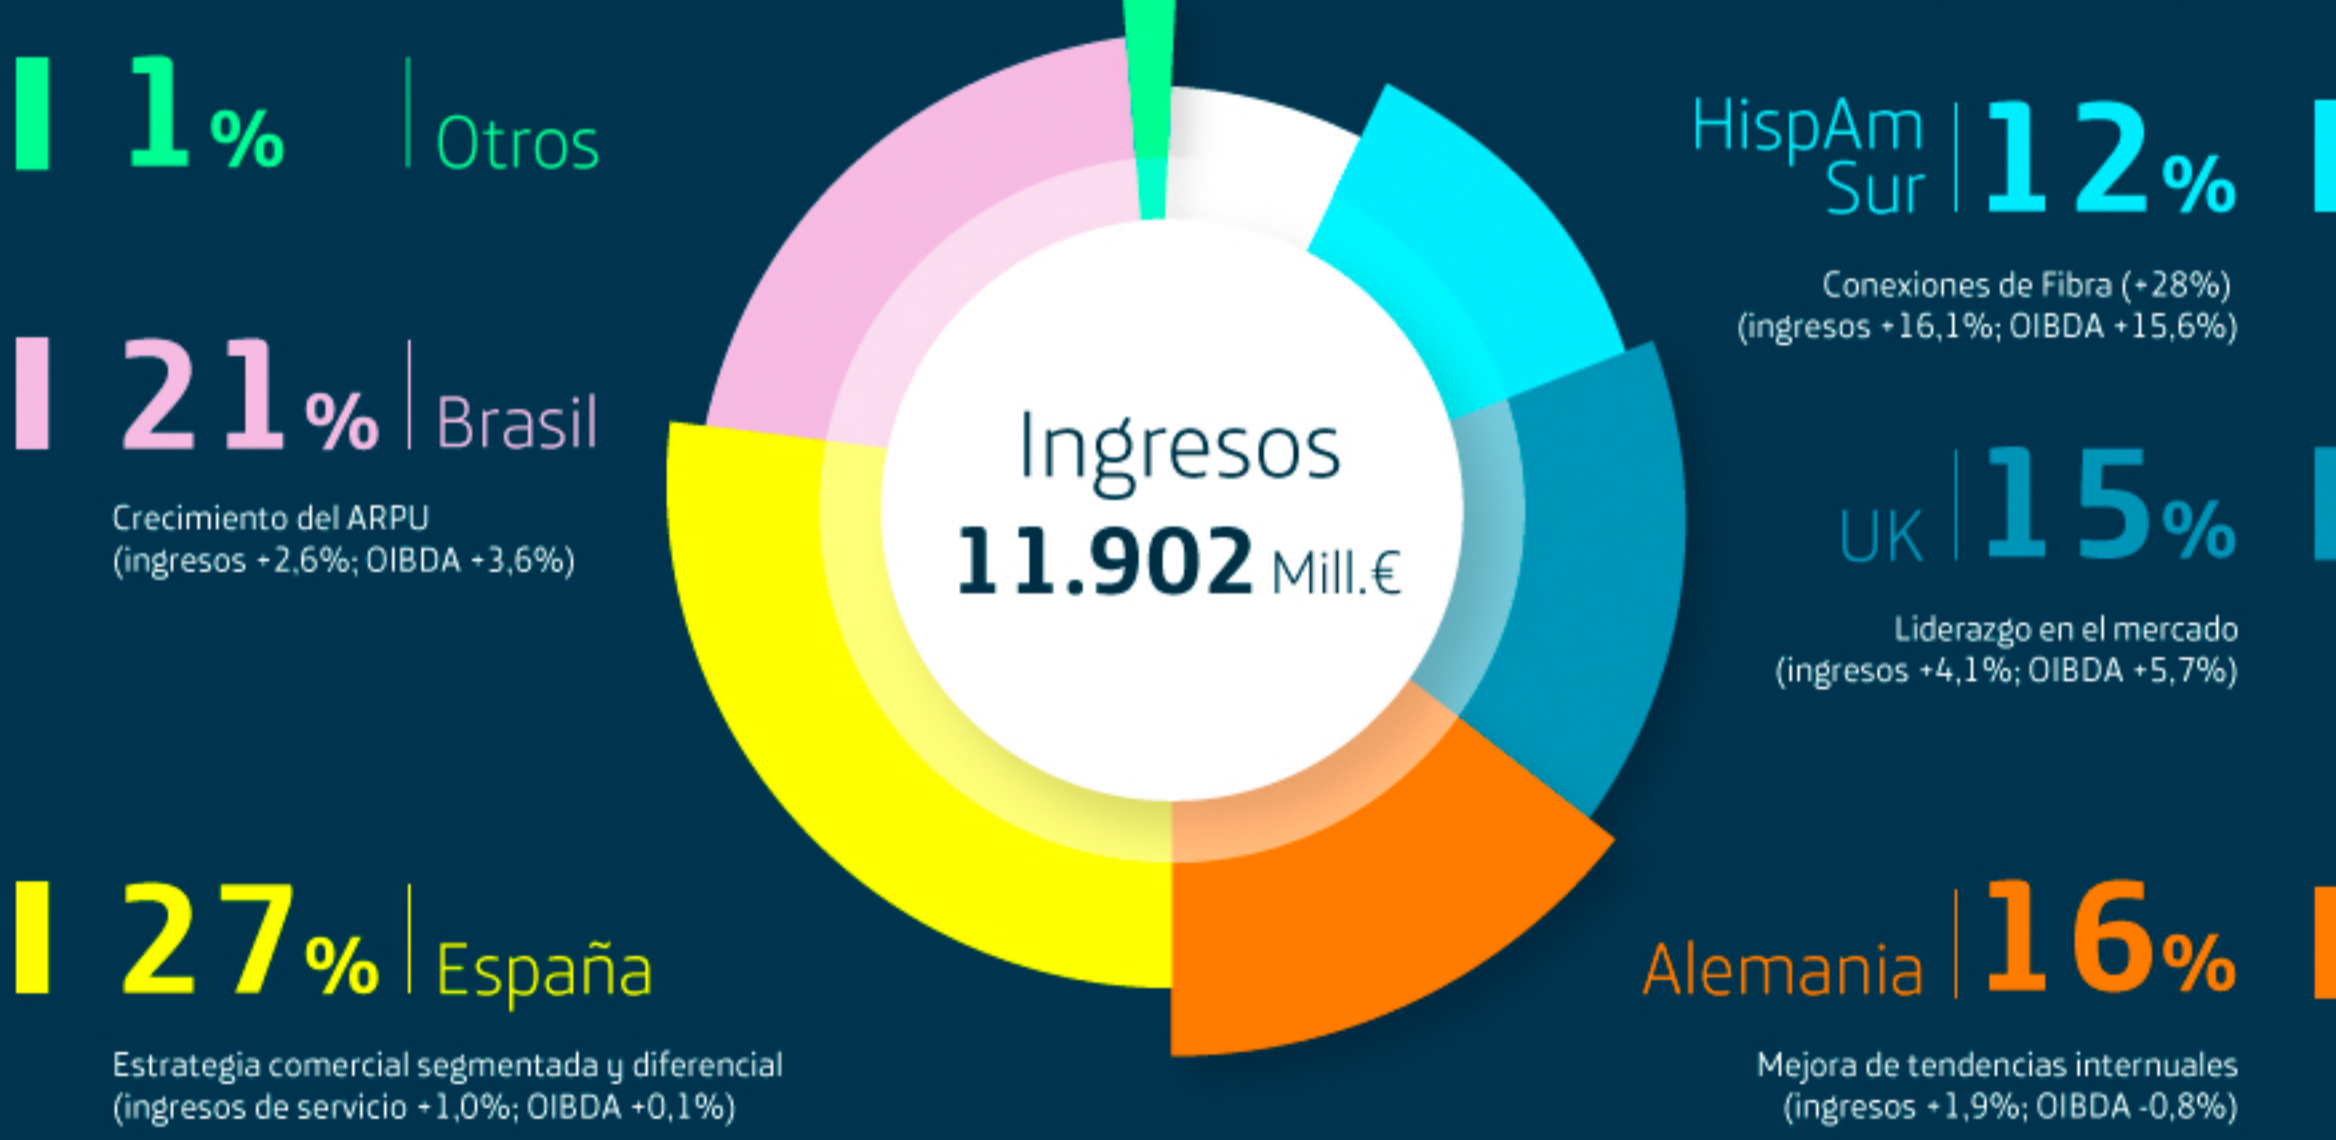 1% Otros
21% Brasil
Crecimiento del ARPU
(ingresos +2,6%; OIBDA +3,6%)
27% España
Estrategia comercial segmentada y diferencial
(ingresos de servicio +1,0%; OIBDA +0,1%)
Ingresos
11.902 Mill.€
HispAm
Sur 12%
Conexiones de Fibra (+28%)
(ingresos +16,1%; OIBDA +15,6%)
UK 15%
Liderazgo en el mercado
(ingresos +4,1%; OIBDA +5,7%)
Alemania 16%
Mejora de tendencias internuales
(ingresos +1,9%; OIBDA -0,8%)